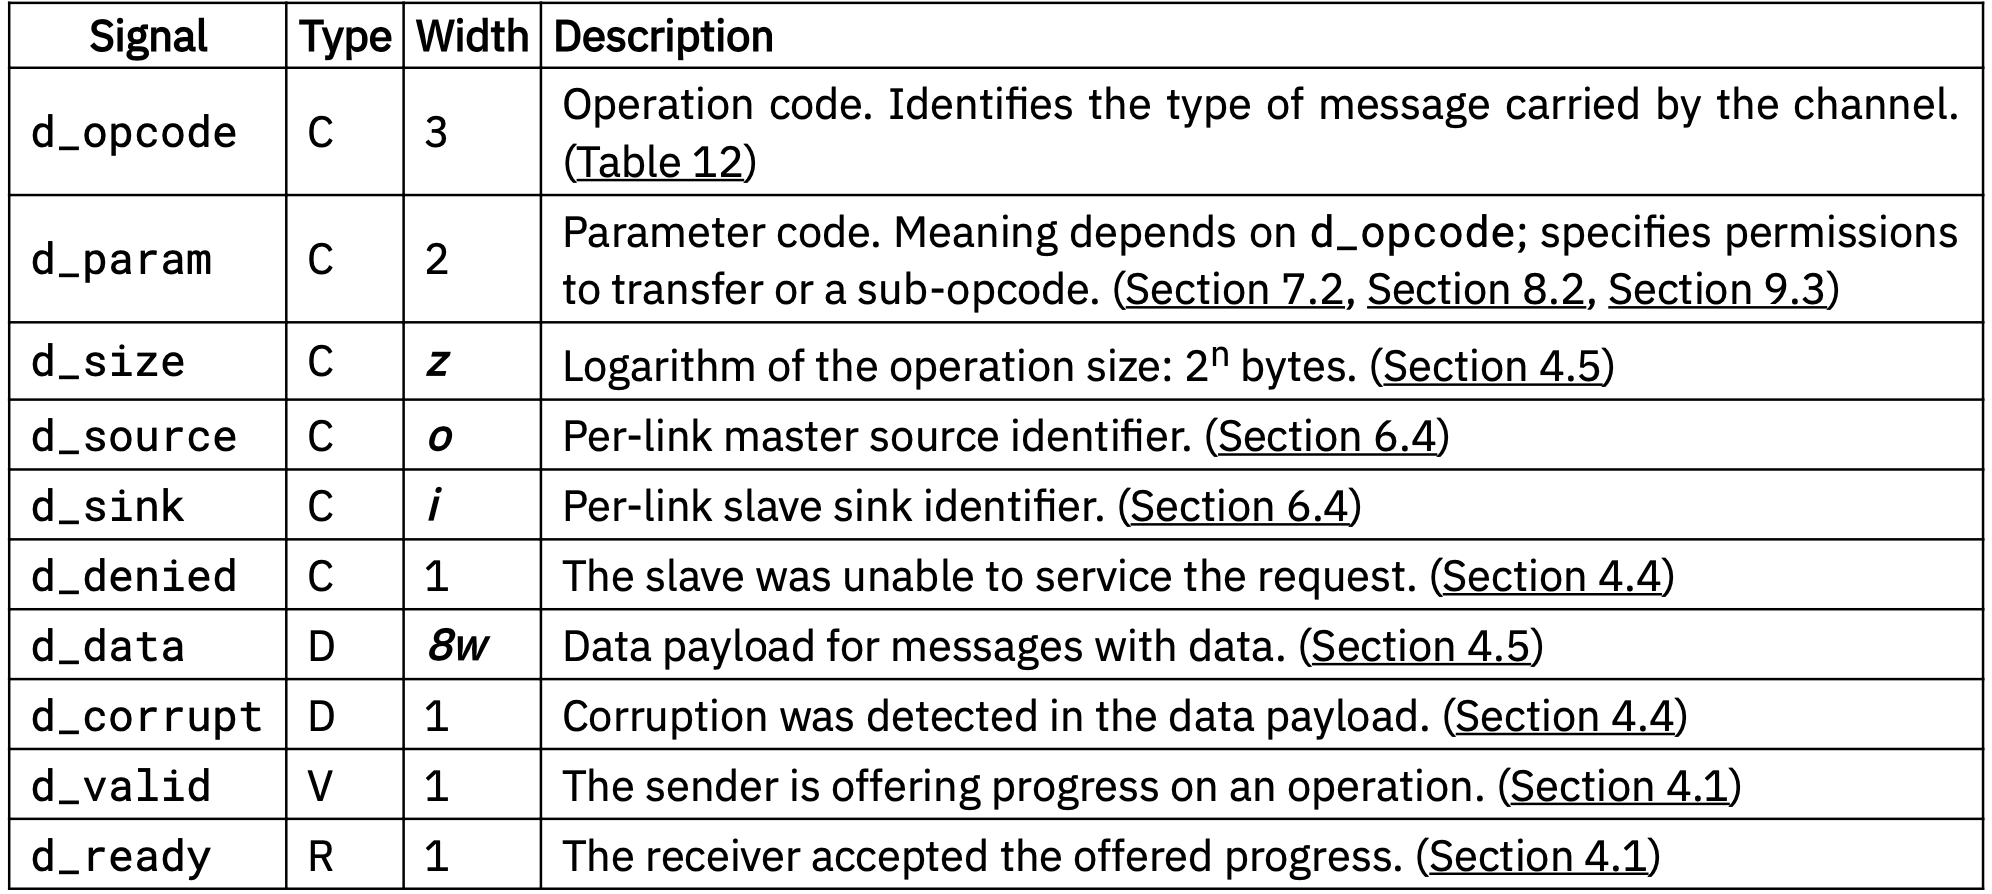 Signal Type Width Description
d_opcode C 3 Operation code. Identifies the type of message carried by the channel.
(Table 12)
d_param C 2 Parameter code. Meaning depends on d_opcode; specifies permissions
to transfer or a sub-opcode. (Section 7.2, Section 8.2, Section 9.3)
d_size C z Logarithm of the operation size: 2ⁿ bytes. (Section 4.5)
d_source C o Per-link master source identifier. (Section 6.4)
d_sink C i Per-link slave sink identifier. (Section 6.4)
d_denied C 1 The slave was unable to service the request. (Section 4.4)
d_data D 8w Data payload for messages with data. (Section 4.5)
d_corrupt D 1 Corruption was detected in the data payload. (Section 4.4)
d_valid V 1 The sender is offering progress on an operation. (Section 4.1)
d_ready R 1 The receiver accepted the offered progress. (Section 4.1)